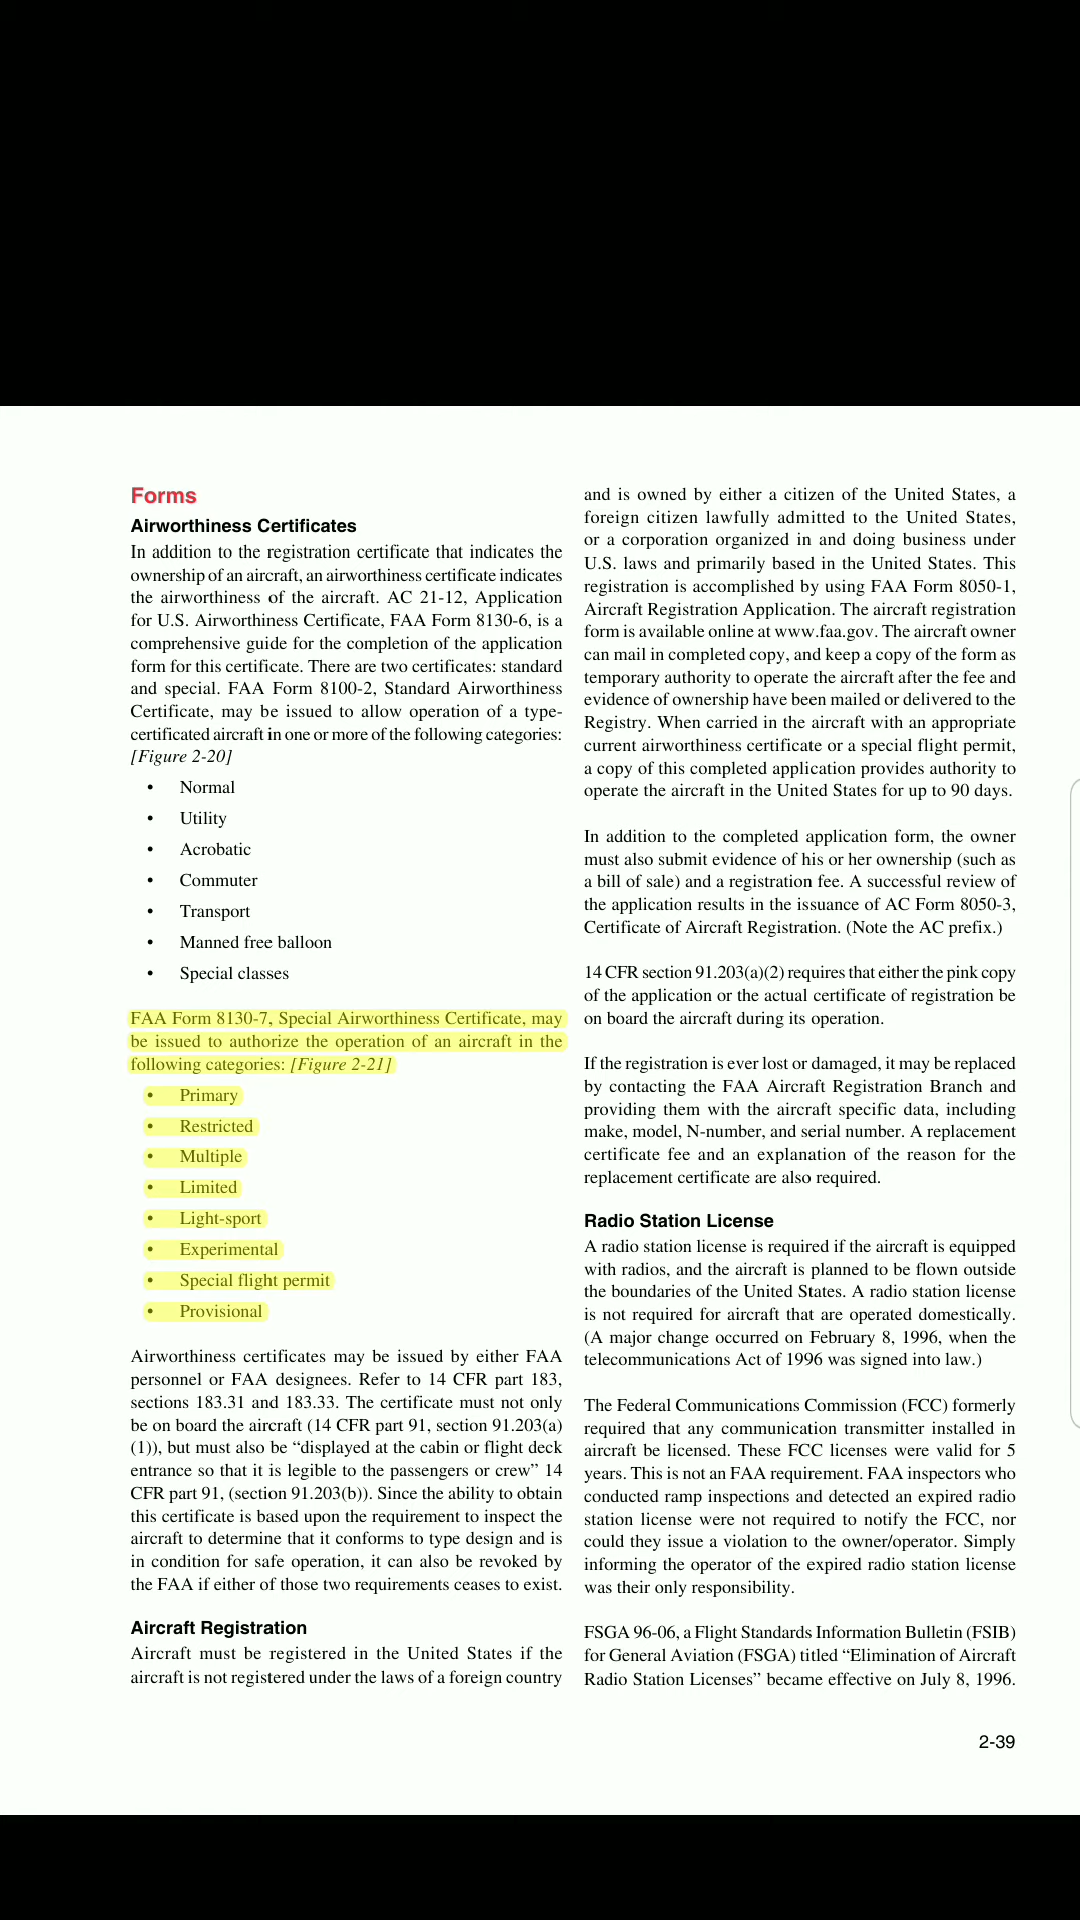 Forms
Airworthiness Certificates
In addition to the registration certificate that indicates the
ownership of an aircraft, an airworthiness certificate indicates
the airworthiness of the aircraft. AC 21-12, Application
for U.S. Airworthiness Certificate, FAA Form 8130-6, is a
comprehensive guide for the completion of the application
form for this certificate. There are two certificates: standard
and special. FAA Form 8100-2, Standard Airworthiness
Certificate, may be issued to allow operation of a type-
certificated aircraft in one or more of the following categories:
[Figure 2-20]
• Normal
• Utility
• Acrobatic
• Commuter
• Transport
• Manned free balloon
• Special classes
FAA Form 8130-7, Special Airworthiness Certificate, may
be issued to authorize the operation of an aircraft in the
following categories: [Figure 2-21]
• Primary
• Restricted
• Multiple
• Limited
• Light-sport
• Experimental
• Special flight permit
• Provisional
Airworthiness certificates may be issued by either FAA
personnel or FAA designees. Refer to 14 CFR part 183,
sections 183.31 and 183.33. The certificate must not only
be on board the aircraft (14 CFR part 91, section 91.203(a)
(1)), but must also be “displayed at the cabin or flight deck
entrance so that it is legible to the passengers or crew” 14
CFR part 91, (section 91.203(b)). Since the ability to obtain
this certificate is based upon the requirement to inspect the
aircraft to determine that it conforms to type design and is
in condition for safe operation, it can also be revoked by
the FAA if either of those two requirements ceases to exist.
Aircraft Registration
Aircraft must be registered in the United States if the
aircraft is not registered under the laws of a foreign country
and is owned by either a citizen of the United States, a
foreign citizen lawfully admitted to the United States,
or a corporation organized in and doing business under
U.S. laws and primarily based in the United States. This
registration is accomplished by using FAA Form 8050-1,
Aircraft Registration Application. The aircraft registration
form is available online at www.faa.gov. The aircraft owner
can mail in completed copy, and keep a copy of the form as
temporary authority to operate the aircraft after the fee and
evidence of ownership have been mailed or delivered to the
Registry. When carried in the aircraft with an appropriate
current airworthiness certificate or a special flight permit,
a copy of this completed application provides authority to
operate the aircraft in the United States for up to 90 days.
In addition to the completed application form, the owner
must also submit evidence of his or her ownership (such as
a bill of sale) and a registration fee. A successful review of
the application results in the issuance of AC Form 8050-3,
Certificate of Aircraft Registration. (Note the AC prefix.)
14 CFR section 91.203(a)(2) requires that either the pink copy
of the application or the actual certificate of registration be
on board the aircraft during its operation.
If the registration is ever lost or damaged, it may be replaced
by contacting the FAA Aircraft Registration Branch and
providing them with the aircraft specific data, including
make, model, N-number, and serial number. A replacement
certificate fee and an explanation of the reason for the
replacement certificate are also required.
Radio Station License
A radio station license is required if the aircraft is equipped
with radios, and the aircraft is planned to be flown outside
the boundaries of the United States. A radio station license
is not required for aircraft that are operated domestically.
(A major change occurred on February 8, 1996, when the
telecommunications Act of 1996 was signed into law.)
The Federal Communications Commission (FCC) formerly
required that any communication transmitter installed in
aircraft be licensed. These FCC licenses were valid for 5
years. This is not an FAA requirement. FAA inspectors who
conducted ramp inspections and detected an expired radio
station license were not required to notify the FCC, nor
could they issue a violation to the owner/operator. Simply
informing the operator of the expired radio station license
was their only responsibility.
FSGA 96-06, a Flight Standards Information Bulletin (FSIB)
for General Aviation (FSGA) titled “Elimination of Aircraft
Radio Station Licenses” became effective on July 8, 1996.
2-39